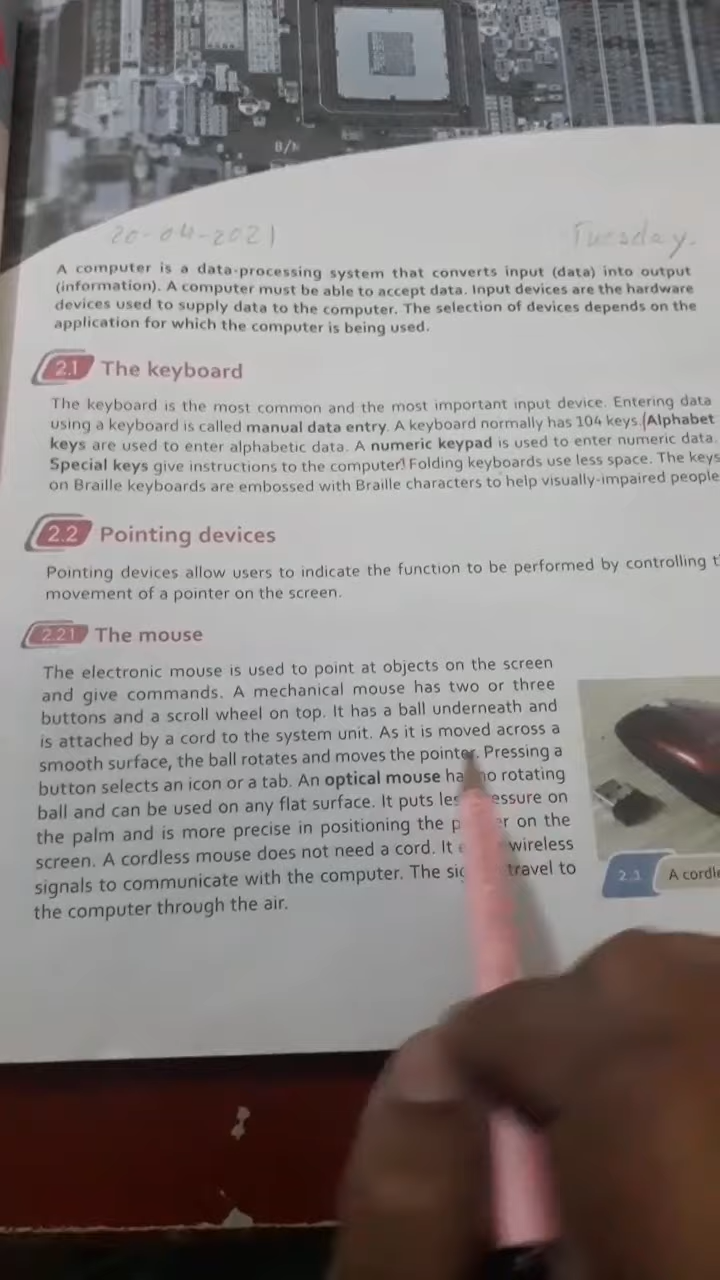 B/N
20-04-2021 Tuesday.
A computer is a data-processing system that converts input (data) into output
(information). A computer must be able to accept data. Input devices are the hardware
devices used to supply data to the computer. The selection of devices depends on the
application for which the computer is being used.
2.1 The keyboard
The keyboard is the most common and the most important input device. Entering data
using a keyboard is called manual data entry. A keyboard normally has 104 keys. (Alphabet
keys are used to enter alphabetic data. A numeric keypad is used to enter numeric data.
Special keys give instructions to the computer) Folding keyboards use less space. The keys
on Braille keyboards are embossed with Braille characters to help visually-impaired people
2.2 Pointing devices
Pointing devices allow users to indicate the function to be performed by controlling
movement of a pointer on the screen.
2.21 The mouse
The electronic mouse is used to point at objects on the screen
and give commands. A mechanical mouse has two or three
buttons and a scroll wheel on top. It has a ball underneath and
is attached by a cord to the system unit. As it is moved across a
smooth surface, the ball rotates and moves the pointer. Pressing a
button selects an icon or a tab. An optical mouse no rotating
ball and can be used on any flat surface. It puts on
the palm and is more precise in positioning the on the
screen. A cordless mouse does not need a cord. It wireless
signals to communicate with the computer. The travel to
the computer through the air.
2.1 A